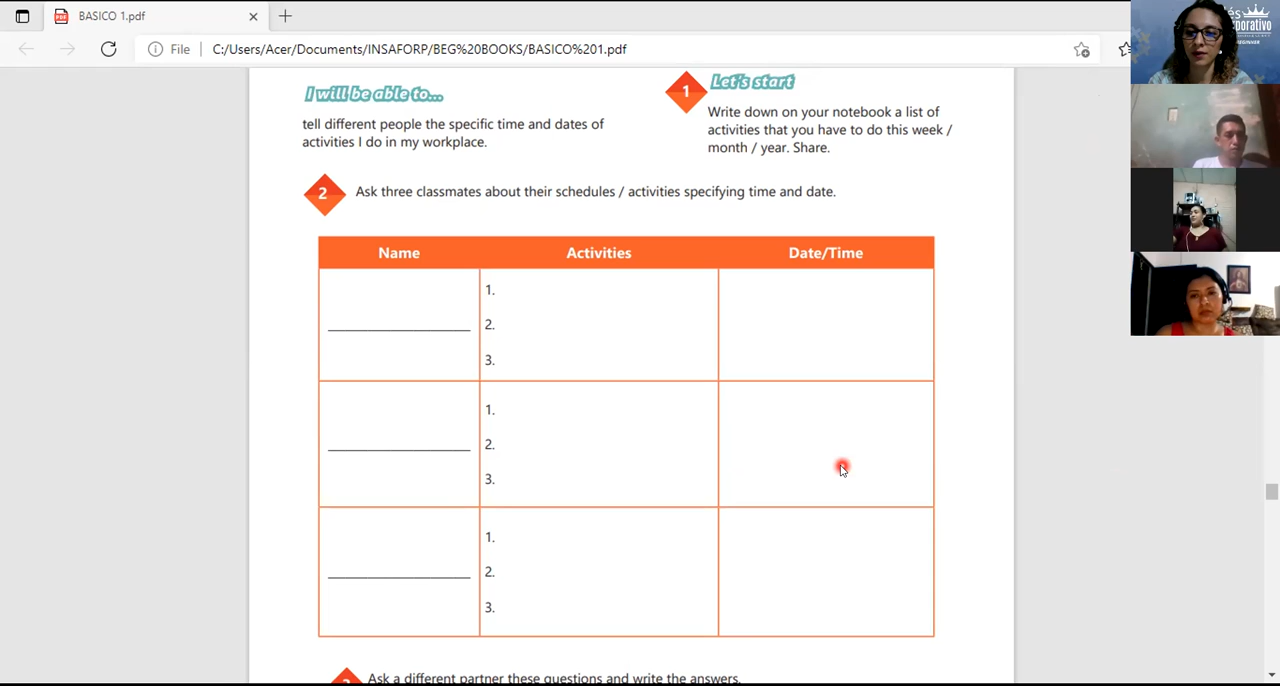 BASICO 1.pdf
File
C:/Users/Acer/Documents/INSAFORP/BEG%20BOOKS/BASICO%201.pdf
I will be able to...
tell different people the specific time and dates of
activities I do in my workplace.
1
Let's start
Write down on your notebook a list of
activities that you have to do this week /
month / year. Share.
2
Ask three classmates about their schedules / activities specifying time and date.
Name Activities Date/Time
1.
2.
3.
1.
2.
3.
1.
2.
3.
Ask a different partner these questions and write the answers.